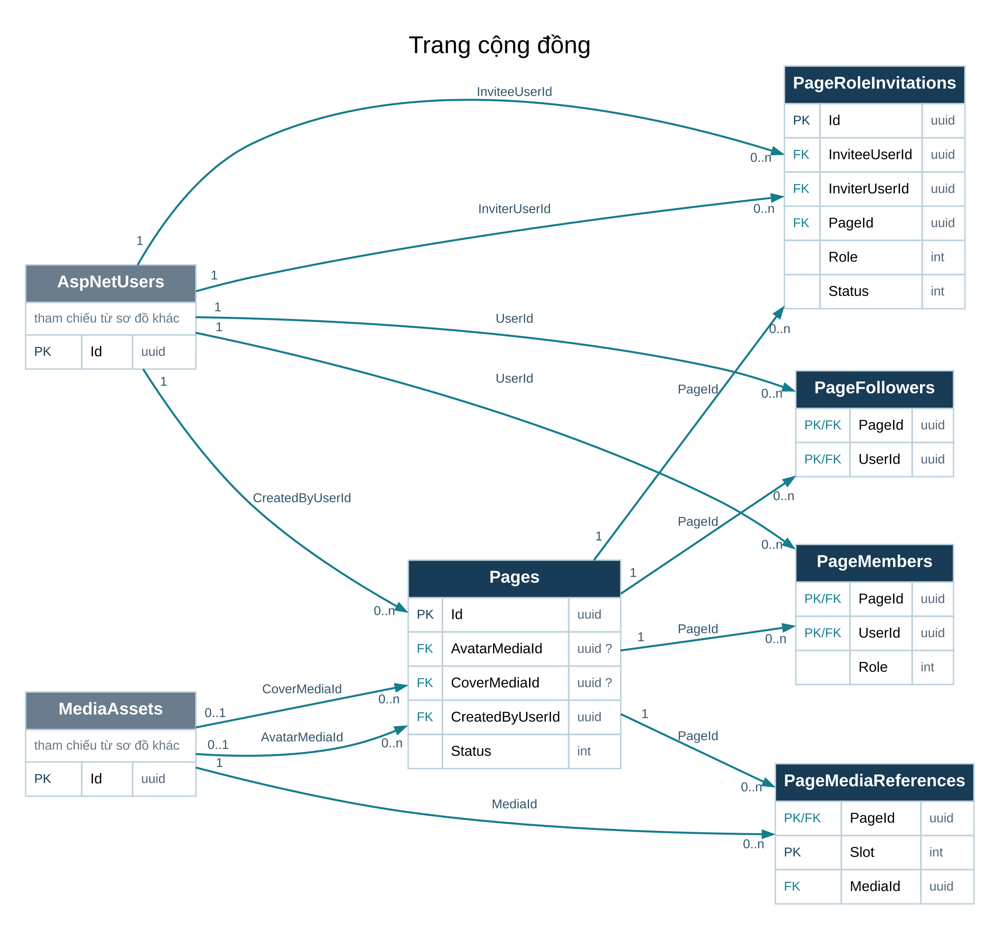 Trang cộng đồng
PageRoleInvitations
PK Id uuid
FK InviteeUserId uuid
FK InviterUserId uuid
FK PageId uuid
Role int
Status int
InviteeUserId
0..n
InviterUserId
0..n
1
AspNetUsers
tham chiếu từ sơ đồ khác
PK Id uuid
1
1
1
1
UserId
0..n
UserId
0..n
PageId
0..n
PageFollowers
PK/FK PageId uuid
PK/FK UserId uuid
CreatedByUserId
0..n
1
PageId
0..n
1
PageMembers
PK/FK PageId uuid
PK/FK UserId uuid
Role int
Pages
PK Id uuid
FK AvatarMediaId uuid ?
FK CoverMediaId uuid ?
FK CreatedByUserId uuid
Status int
1
PageId
0..n
MediaAssets
tham chiếu từ sơ đồ khác
PK Id uuid
CoverMediaId
0..1
0..n
AvatarMediaId
0..1
0..n
1
1
PageId
0..n
MediaId
0..n
PageMediaReferences
PK/FK PageId uuid
PK Slot int
FK MediaId uuid